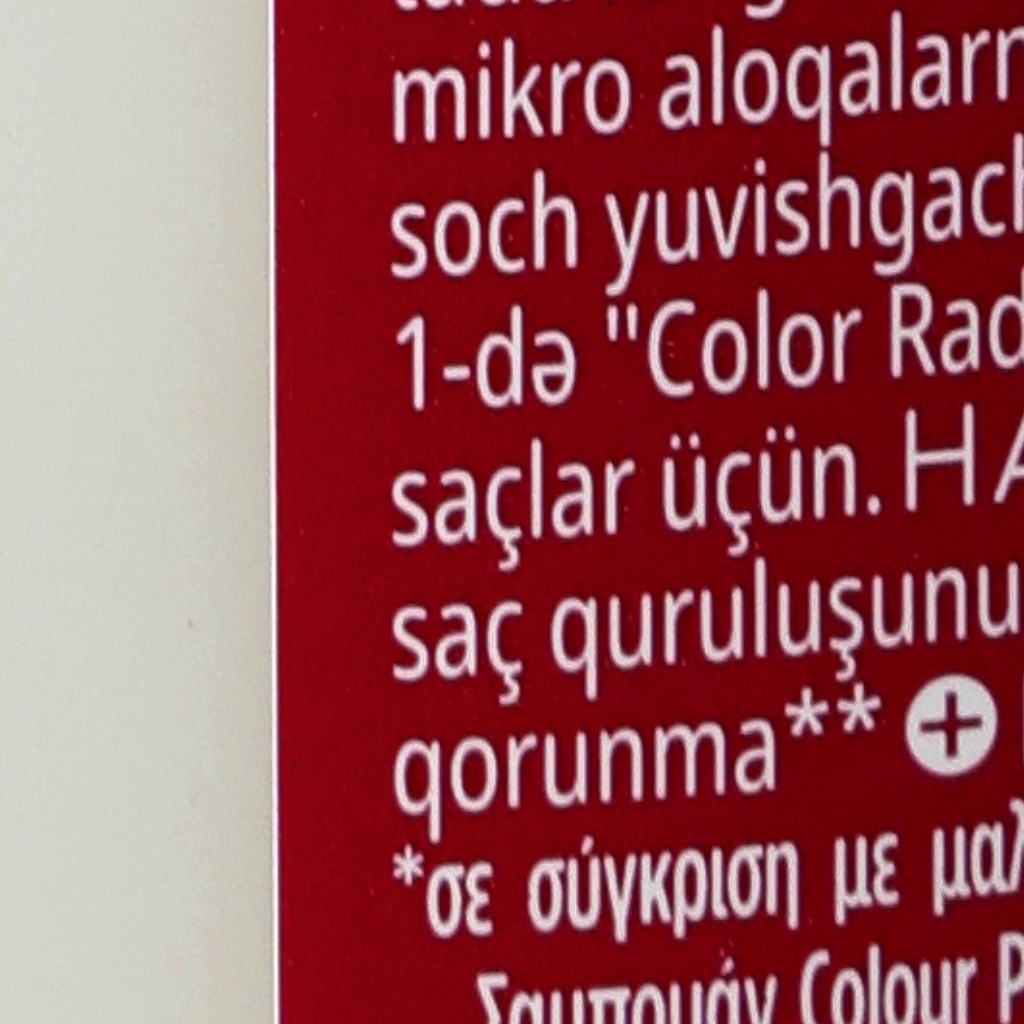 mikro aloqalarn
soch yuvishgach
1-də "Color Rad
saçlar üçün. HA
saç quruluşunu
qorunma** +
*σε σύγκριση με μαλ
Σαμπουάν Colour P